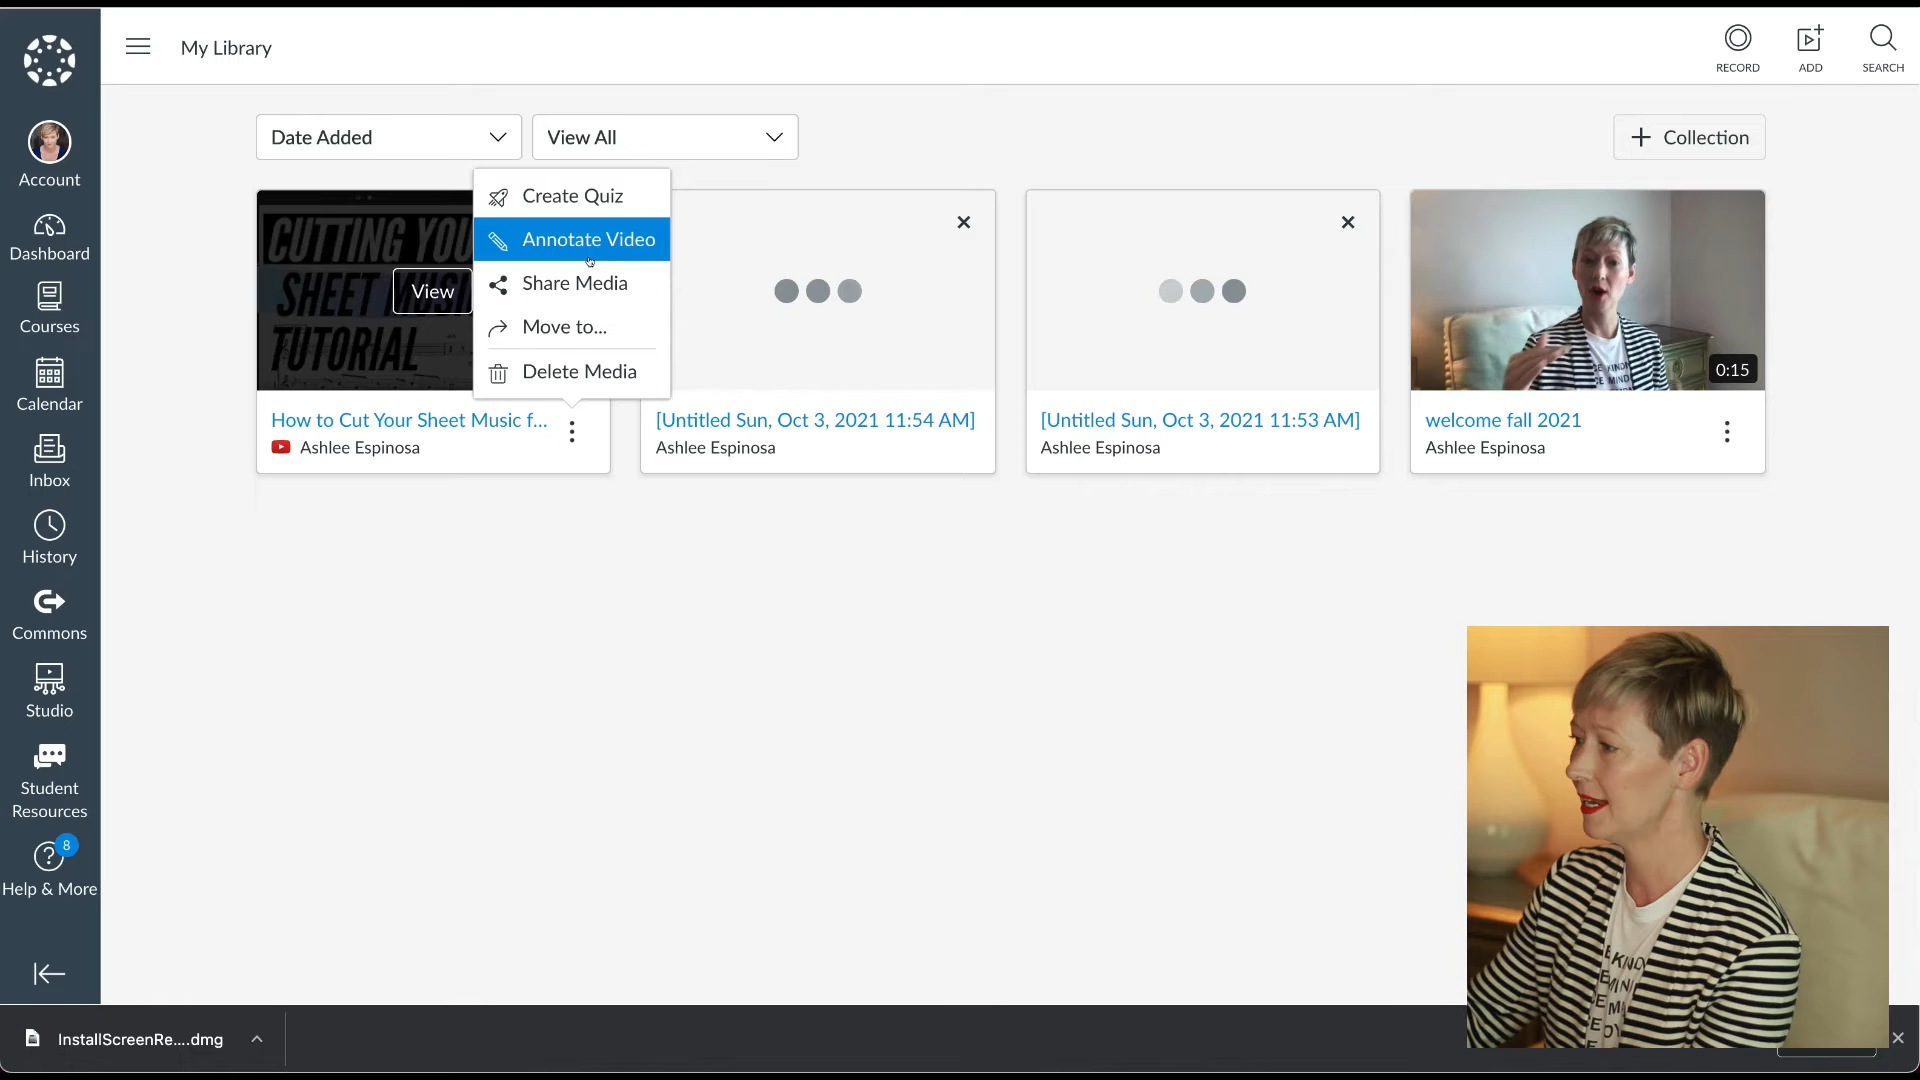 My Library
RECORD
ADD
SEARCH
Account
Dashboard
Courses
Calendar
Inbox
History
Commons
Studio
Student
Resources
8
Help & More
Date Added
View All
Collection
Create Quiz
Annotate Video
Share Media
Move to...
Delete Media
CUTTING YOU
SHEET MUSI
TUTORIAL
View
0:15
How to Cut Your Sheet Music f...
Ashlee Espinosa
[Untitled Sun, Oct 3, 2021 11:54 AM]
Ashlee Espinosa
[Untitled Sun, Oct 3, 2021 11:53 AM]
Ashlee Espinosa
welcome fall 2021
Ashlee Espinosa
InstallScreenRe....dmg